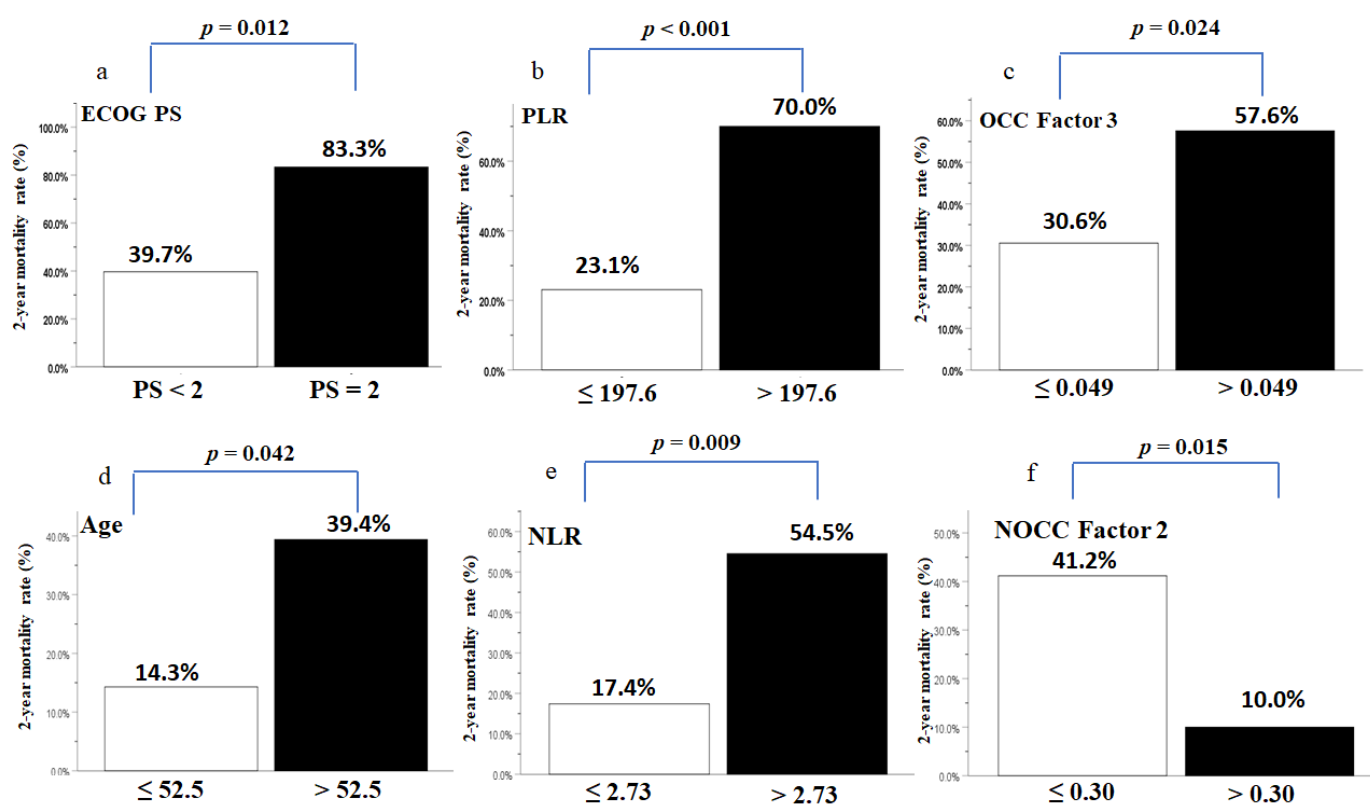 p = 0.012
a
ECOG PS
2-year mortality rate (%)
100.0%
80.0%
60.0%
40.0%
20.0%
0.0%
39.7%
83.3%
PS < 2
PS = 2
p < 0.001
b
PLR
2-year mortality rate (%)
60.0%
40.0%
20.0%
0.0%
23.1%
70.0%
≤ 197.6
> 197.6
p = 0.024
c
OCC Factor 3
2-year mortality rate (%)
60.0%
50.0%
40.0%
30.0%
20.0%
10.0%
0.0%
30.6%
57.6%
≤ 0.049
> 0.049
p = 0.042
d
Age
2-year mortality rate (%)
40.0%
30.0%
20.0%
10.0%
0.0%
14.3%
39.4%
≤ 52.5
> 52.5
p = 0.009
e
NLR
2-year mortality rate (%)
60.0%
50.0%
40.0%
30.0%
20.0%
10.0%
0.0%
17.4%
54.5%
≤ 2.73
> 2.73
p = 0.015
f
NOCC Factor 2
2-year mortality rate (%)
50.0%
40.0%
30.0%
20.0%
10.0%
0.0%
41.2%
10.0%
≤ 0.30
> 0.30